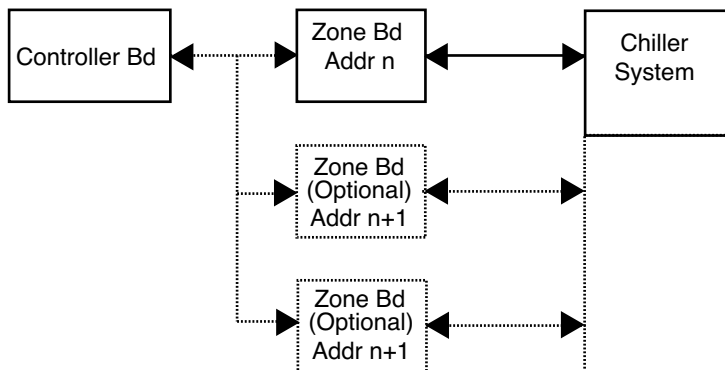 Controller Bd
Zone Bd
Addr n
Chiller
System
Zone Bd
(Optional)
Addr n+1
Zone Bd
(Optional)
Addr n+1